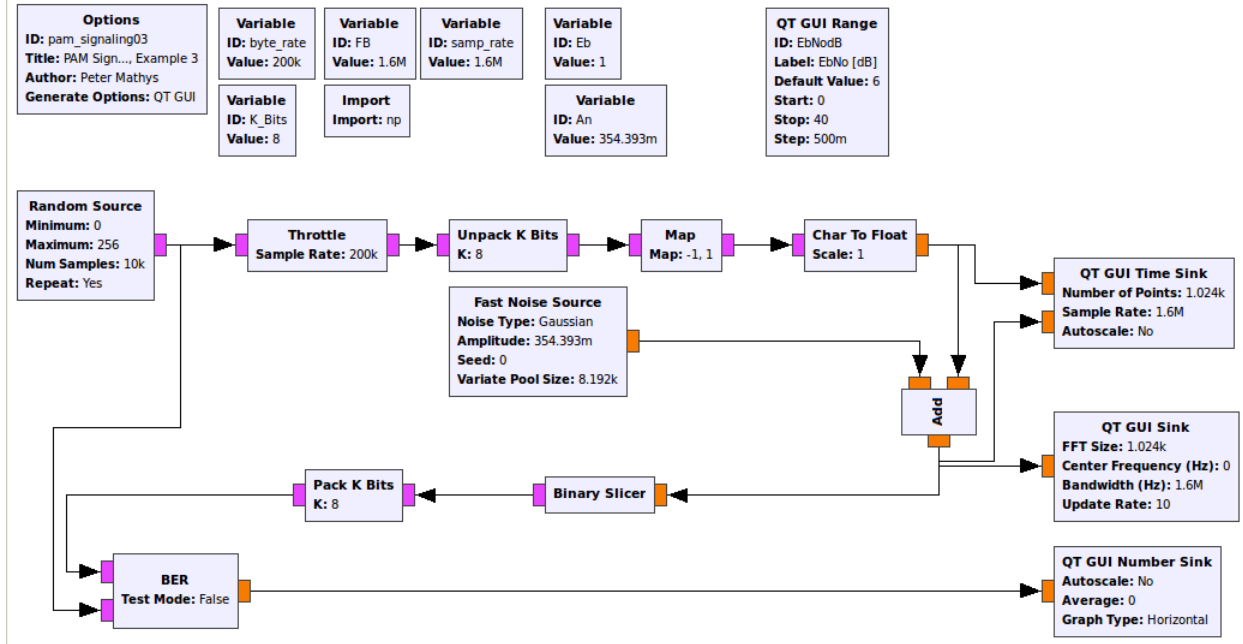 Options
ID: pam_signaling03
Title: PAM Sign..., Example 3
Author: Peter Mathys
Generate Options: QT GUI
Variable
ID: byte_rate
Value: 200k
Variable
ID: FB
Value: 1.6M
Variable
ID: samp_rate
Value: 1.6M
Variable
ID: Eb
Value: 1
QT GUI Range
ID: EbNodB
Label: EbNo [dB]
Default Value: 6
Start: 0
Stop: 40
Step: 500m
Variable
ID: K_Bits
Value: 8
Import
Import: np
Variable
ID: An
Value: 354.393m
Random Source
Minimum: 0
Maximum: 256
Num Samples: 10k
Repeat: Yes
Throttle
Sample Rate: 200k
Unpack K Bits
K: 8
Map
Map: -1, 1
Char To Float
Scale: 1
QT GUI Time Sink
Number of Points: 1.024k
Sample Rate: 1.6M
Autoscale: No
Fast Noise Source
Noise Type: Gaussian
Amplitude: 354.393m
Seed: 0
Variate Pool Size: 8.192k
Add
QT GUI Sink
FFT Size: 1.024k
Center Frequency (Hz): 0
Bandwidth (Hz): 1.6M
Update Rate: 10
Pack K Bits
K: 8
Binary Slicer
BER
Test Mode: False
QT GUI Number Sink
Autoscale: No
Average: 0
Graph Type: Horizontal